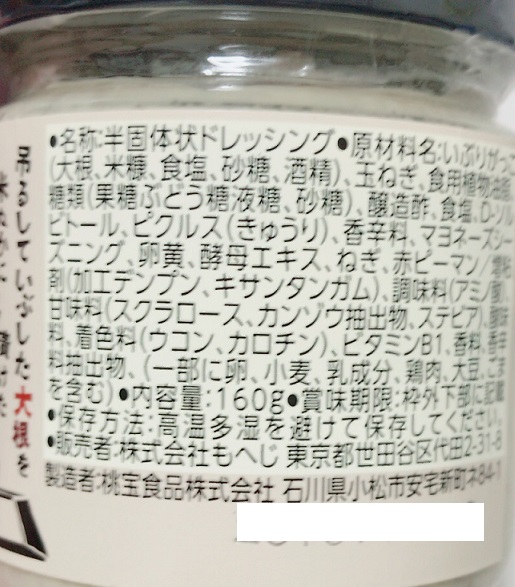 ●名称:半固体状ドレッシング●原材料名:いぶりがっこ
(大根、米糠、食塩、砂糖、酒精)、玉ねぎ、食用植物油脂、
糖類(果糖ぶどう糖液糖、砂糖)、醸造酢、食塩、D-ソル
ビトール、ピクルス(きゅうり)、香辛料、マヨネーズシー
ズニング、卵黄、酵母エキス、ねぎ、赤ピーマン/増粘
剤(加工デンプン、キサンタンガム)、調味料(アミノ酸)、
甘味料(スクラロース、カンゾウ抽出物、ステビア)、酸味
料、着色料(ウコン、カロチン)、ビタミンB1、香料、香辛
料抽出物、(一部に卵、小麦、乳成分、鶏肉、大豆、ごま
を含む)●内容量:160g●賞味期限:枠外下部に記載
●保存方法:高温多湿を避けて保存してください。
●販売者:株式会社もへじ 東京都世田谷区代田2-31-8
製造者:桃宝食品株式会社 石川県小松市安宅新町ネ84-1
吊るしていぶした大根を